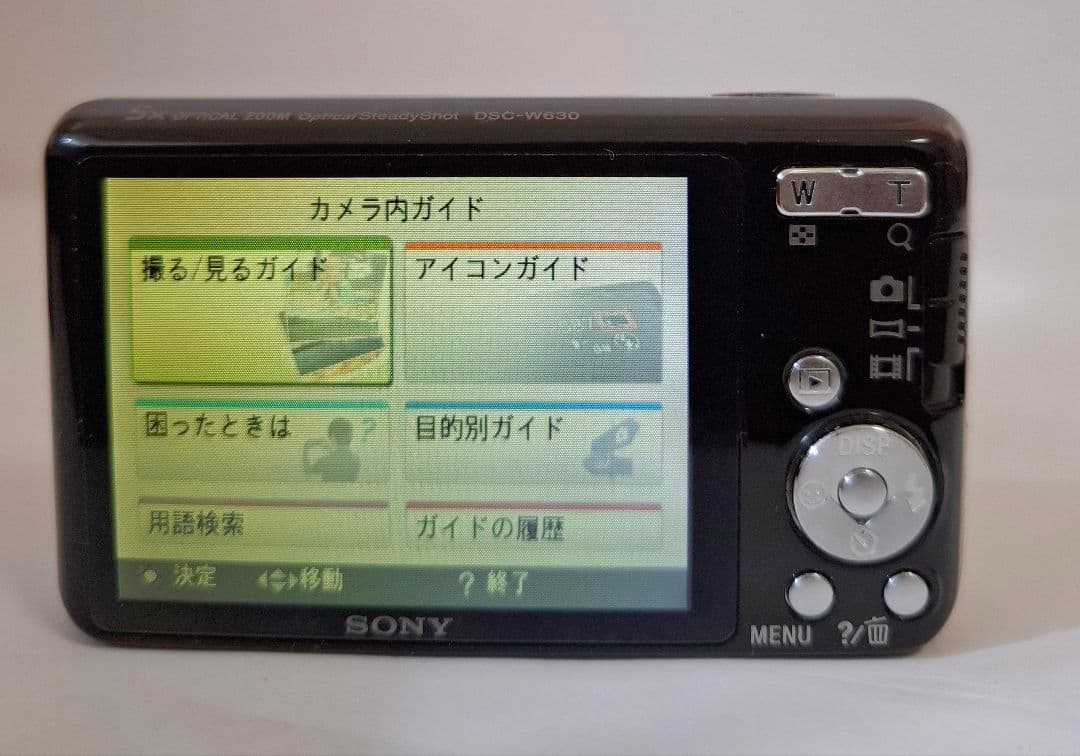 5x OPTICAL ZOOM Optical SteadyShot DSC-W630
カメラ内ガイド
撮る/見るガイド
アイコンガイド
困ったときは
目的別ガイド
用語検索
ガイドの履歴
決定 移動 ? 終了
SONY
W T
DISP
MENU ?/